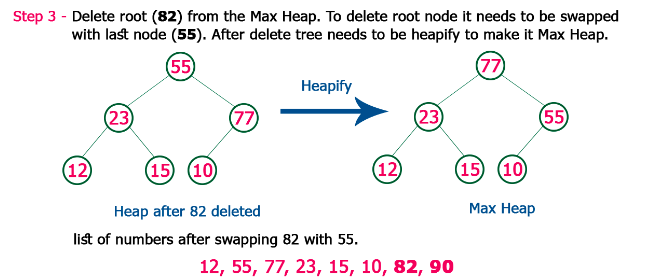 Step 3 - Delete root (82) from the Max Heap. To delete root node it needs to be swapped
with last node (55). After delete tree needs to be heapify to make it Max Heap.
55
77
Heapify
23
77
23
55
12
15
10
12
15
10
Heap after 82 deleted
Max Heap
list of numbers after swapping 82 with 55.
12, 55, 77, 23, 15, 10, 82, 90